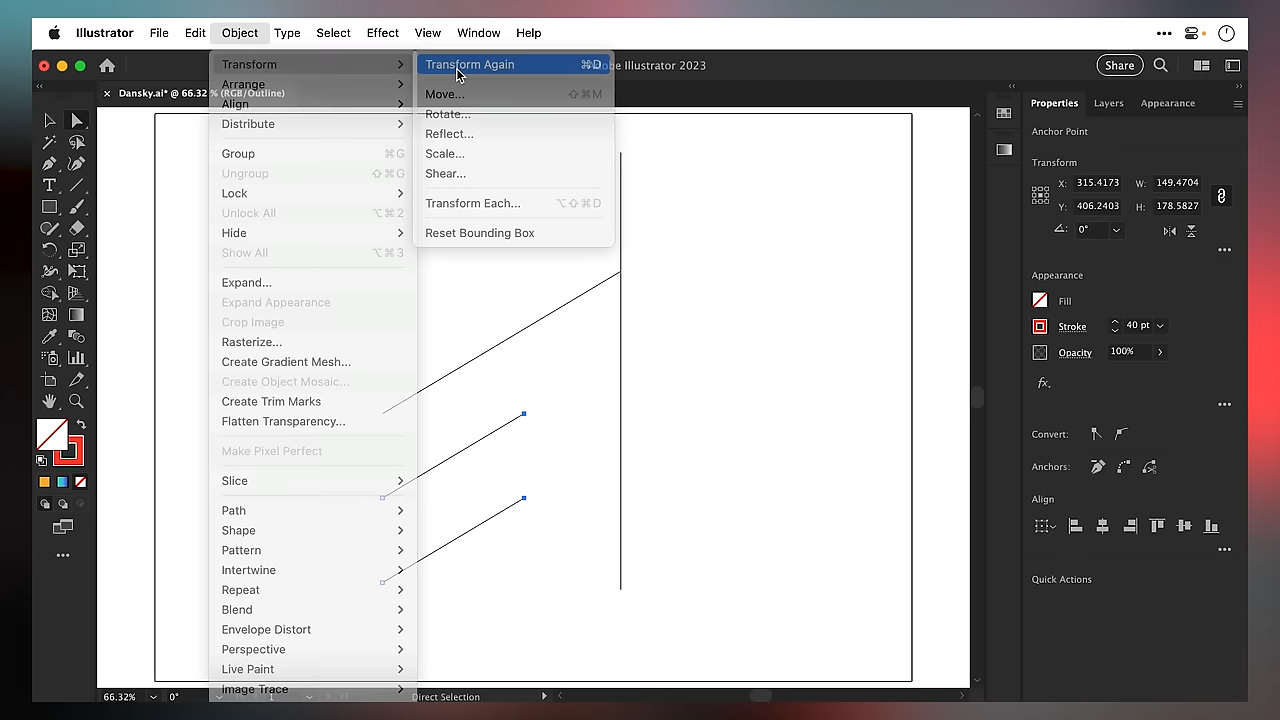 Illustrator File Edit Object Type Select Effect View Window Help
Adobe Illustrator 2023 Share
× Dansky.ai* @ 66.32 % (RGB/Outline)
Transform
Arrange
Align
Distribute
Group ⌘G
Ungroup ⇧⌘G
Lock
Unlock All ⌥⌘2
Hide
Show All ⌥⌘3
Expand...
Expand Appearance
Crop Image
Rasterize...
Create Gradient Mesh...
Create Object Mosaic...
Create Trim Marks
Flatten Transparency...
Make Pixel Perfect
Slice
Path
Shape
Pattern
Intertwine
Repeat
Blend
Envelope Distort
Perspective
Live Paint
Image Trace
Transform Again ⌘D
Move... ⇧⌘M
Rotate...
Reflect...
Scale...
Shear...
Transform Each... ⌥⇧⌘D
Reset Bounding Box
Properties Layers Appearance
Anchor Point
Transform
X: 315.4173 W: 149.4704
Y: 406.2403 H: 178.5827
0°
Appearance
Fill
Stroke 40 pt
Opacity 100%
fx.
Convert:
Anchors:
Align
Quick Actions
66.32% 0° 1 Direct Selection